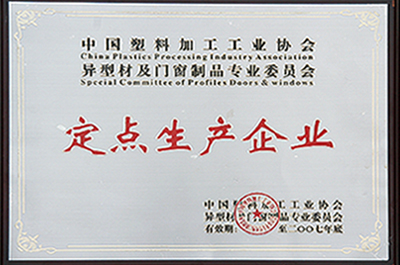 中国塑料加工工业协会
China Plastics Processing Industry Association
异型材及门窗制品专业委员会
Special Committee of Profiles Doors & windows
定点生产企业
中国塑料加工工业协会
异型材 门窗制品专业委员会
有效期: 至二〇〇七年底